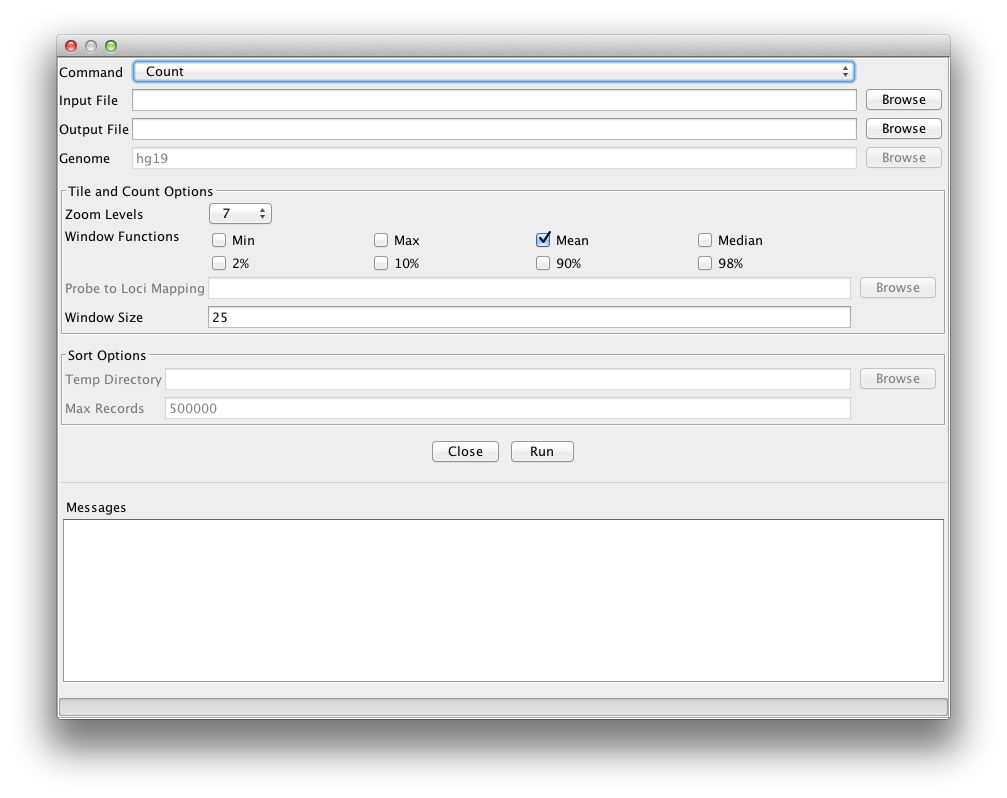 Command Count
Input File Browse
Output File Browse
Genome hg19 Browse
Tile and Count Options
Zoom Levels 7
Window Functions Min Max Mean Median
2% 10% 90% 98%
Probe to Loci Mapping Browse
Window Size 25
Sort Options
Temp Directory Browse
Max Records 500000
Close Run
Messages